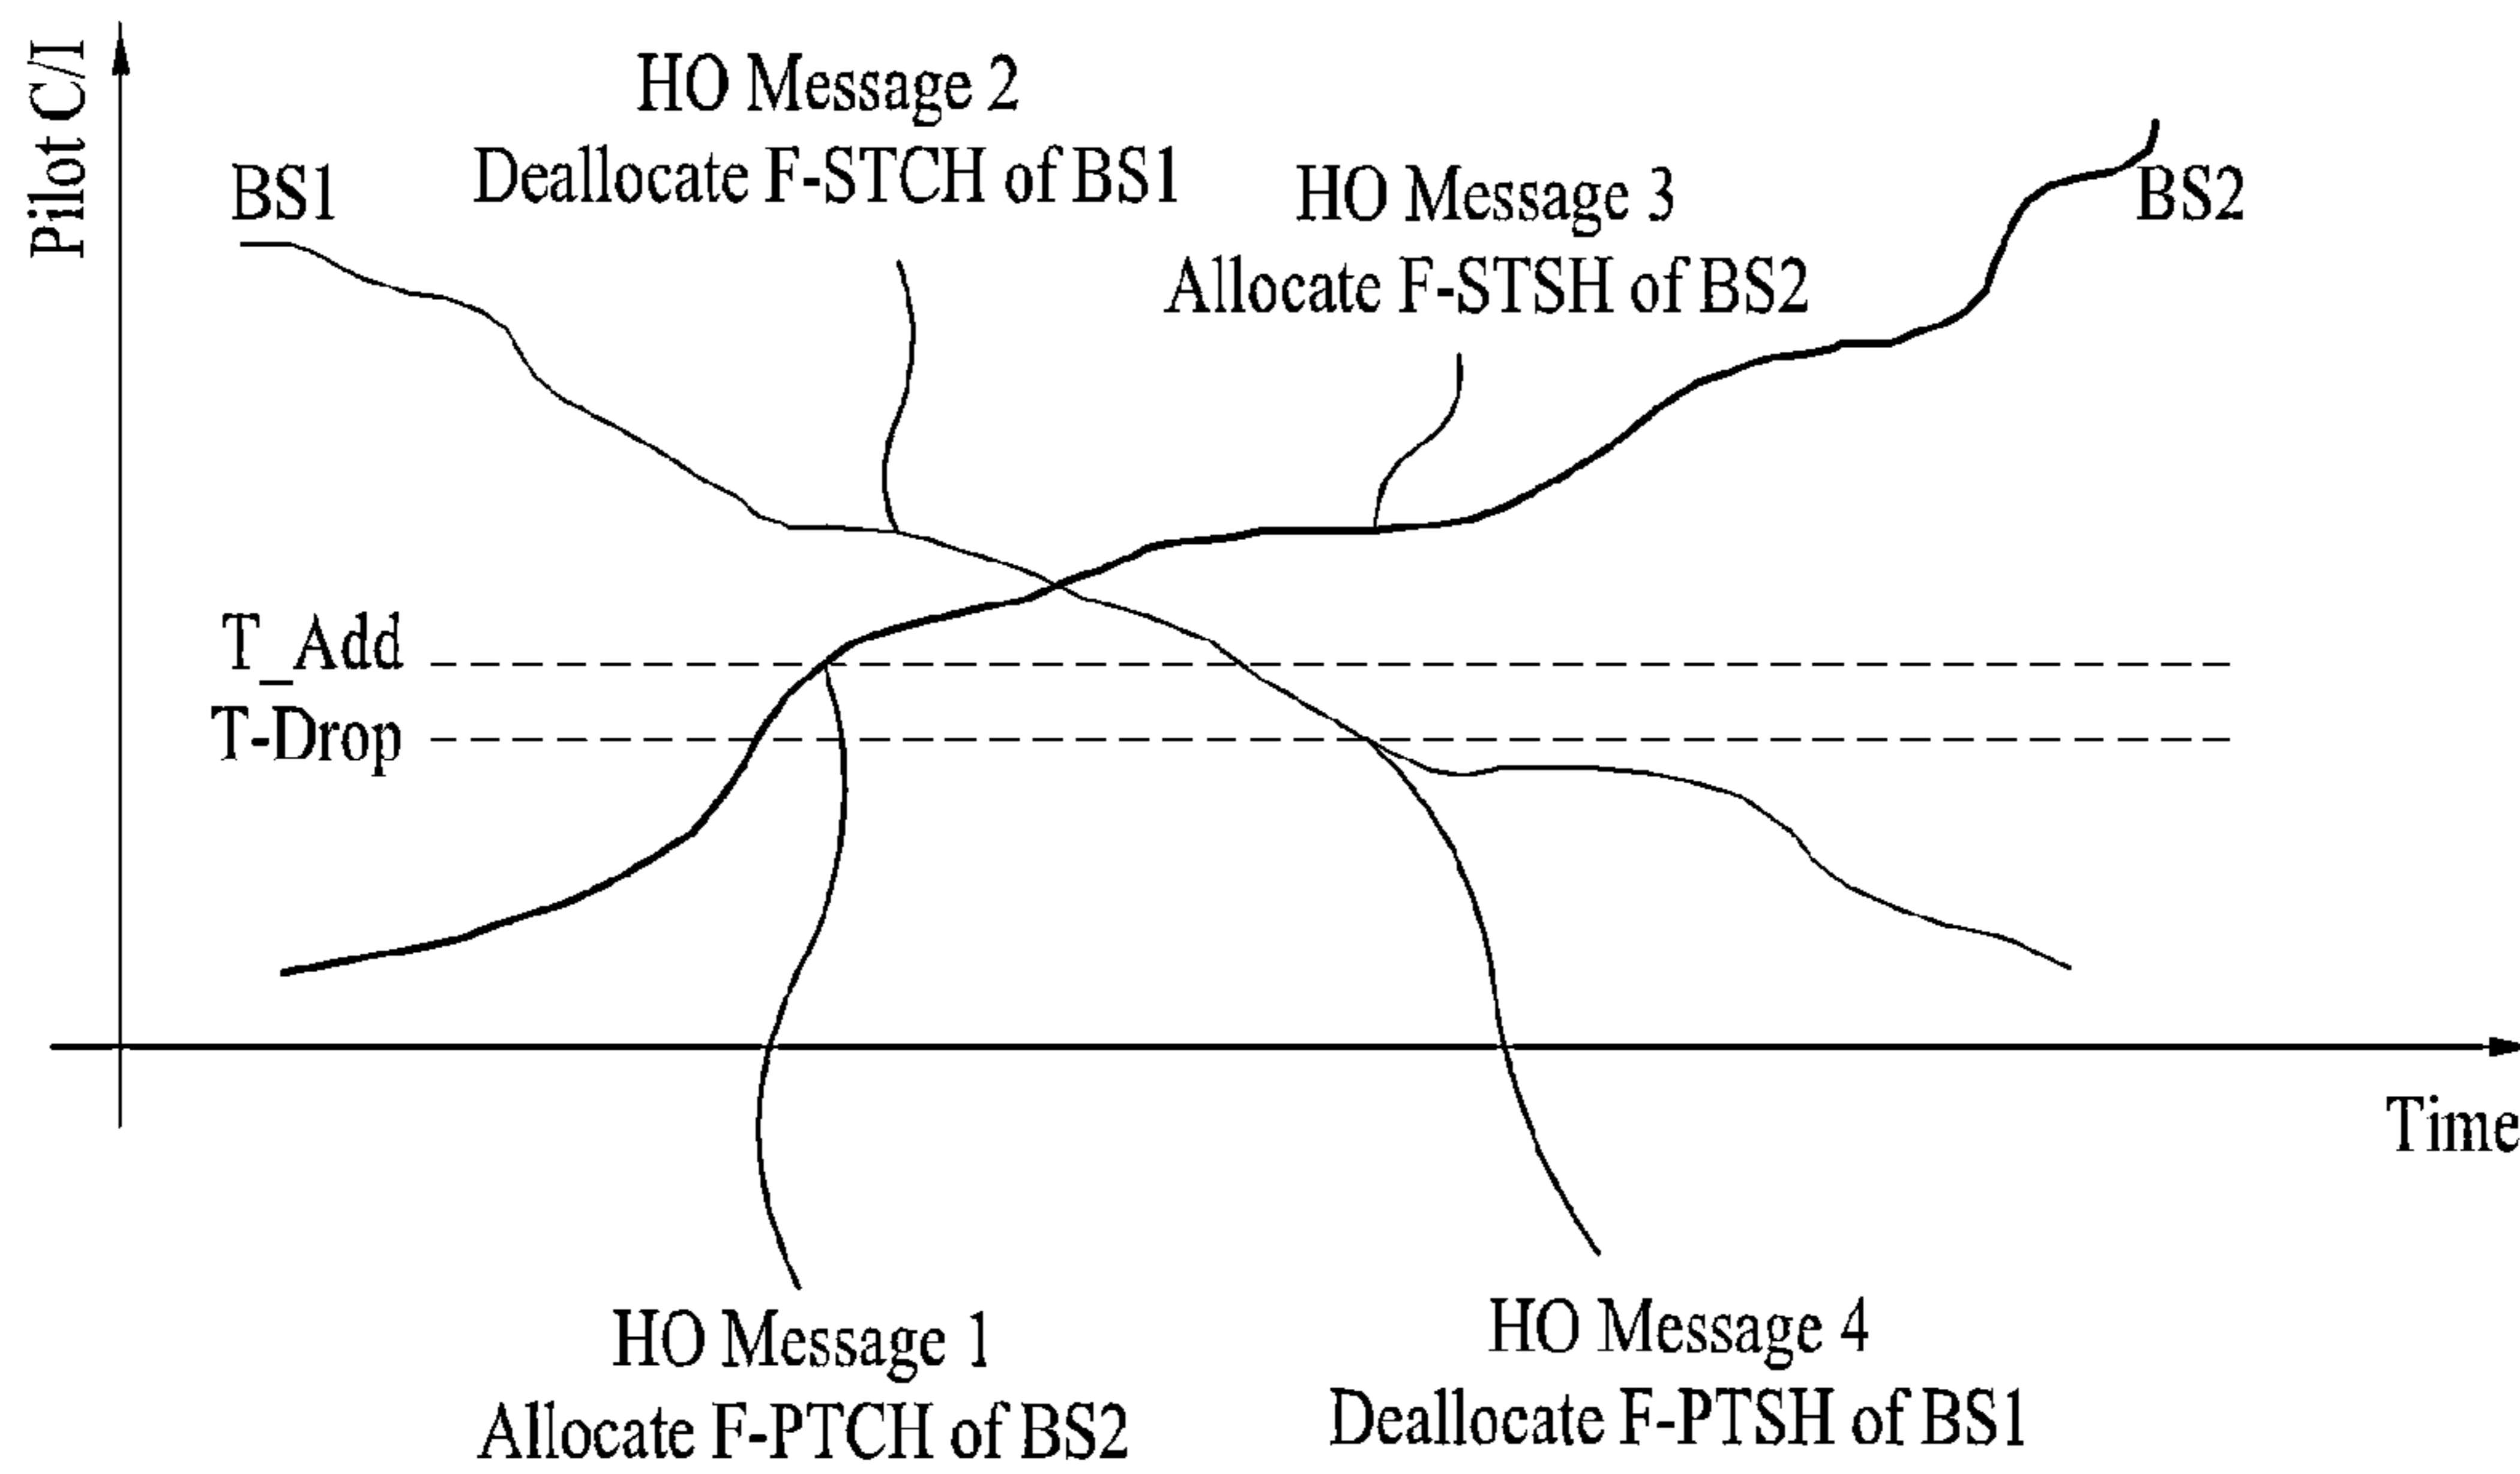 Pilot C/I
HO Message 2
Deallocate F-STCH of BS1
BS1
HO Message 3
Allocate F-STSH of BS2
BS2
T_Add
T-Drop
Time
HO Message 1
Allocate F-PTCH of BS2
HO Message 4
Deallocate F-PTSH of BS1